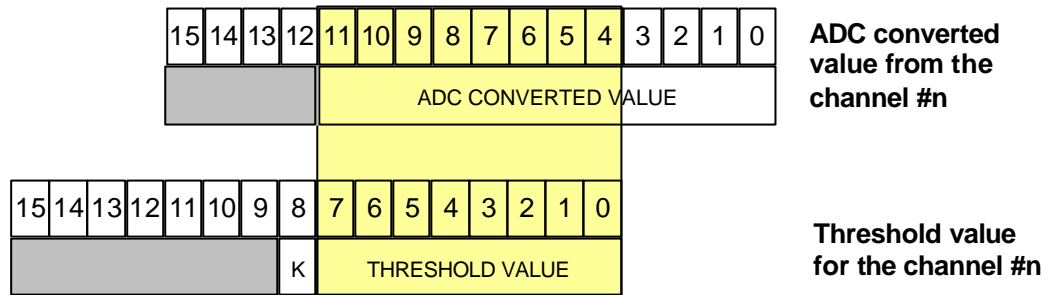 15 14 13 12 11 10 9 8 7 6 5 4 3 2 1 0
ADC CONVERTED VALUE
ADC converted
value from the
channel #n
15 14 13 12 11 10 9 8 7 6 5 4 3 2 1 0
K THRESHOLD VALUE
Threshold value
for the channel #n